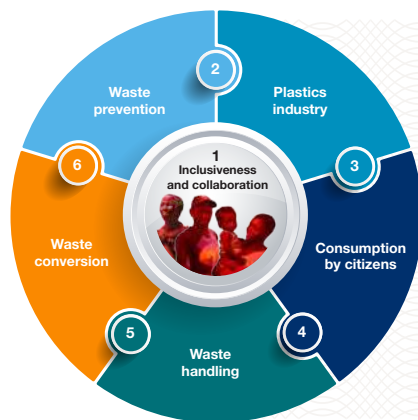 1
Inclusiveness
and collaboration
2
Plastics
industry
3
Consumption
by citizens
4
Waste
handling
5
Waste
conversion
6
Waste
prevention